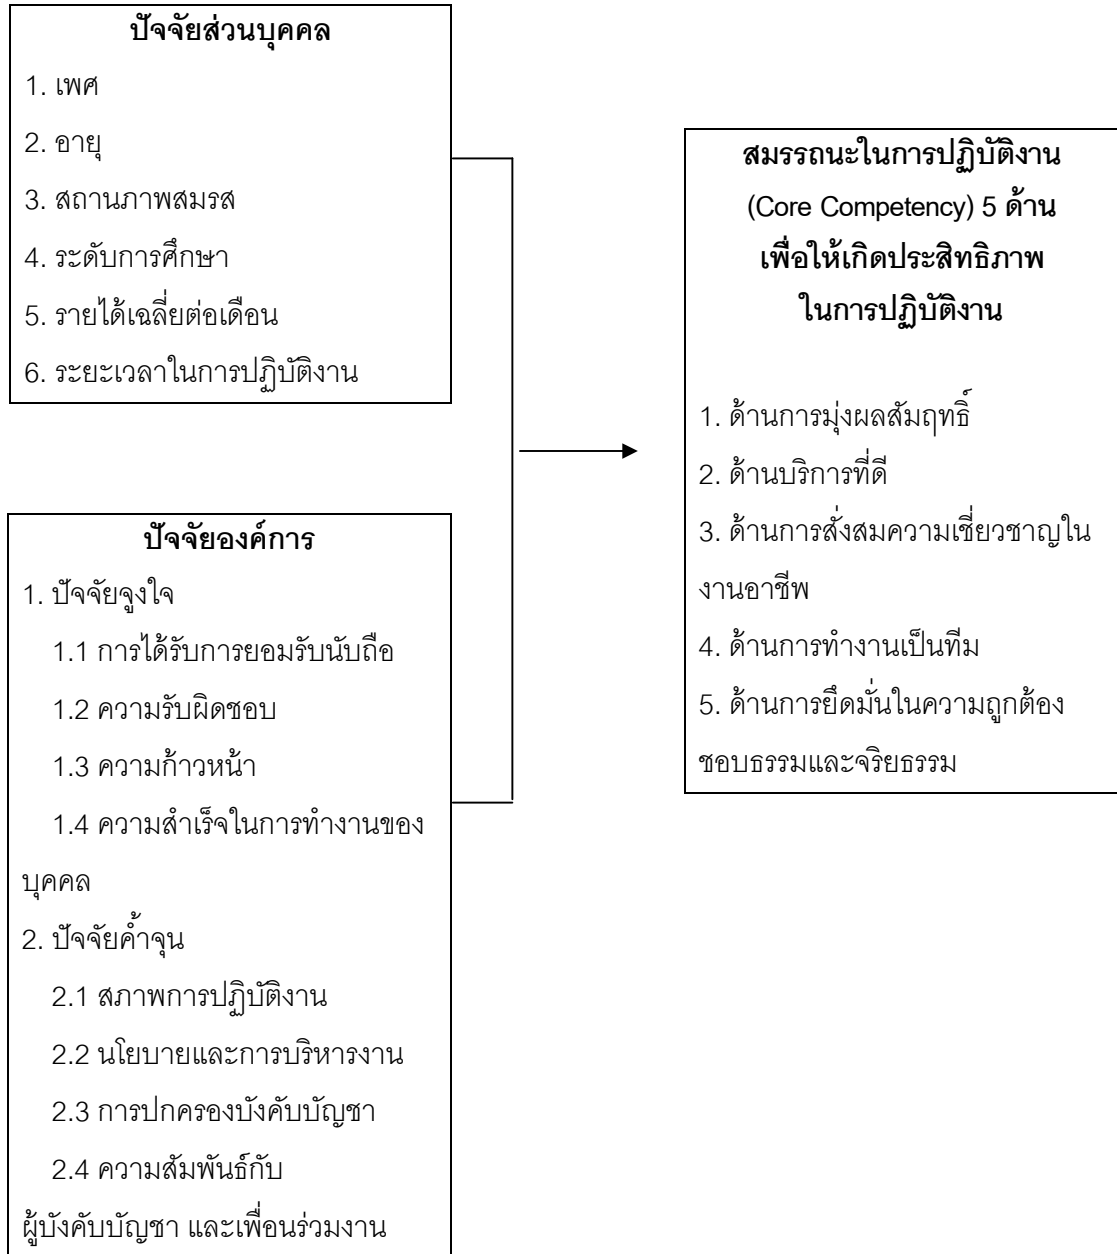 ปัจจัยส่วนบุคคล
1. เพศ
2. อายุ
3. สถานภาพสมรส
4. ระดับการศึกษา
5. รายได้เฉลี่ยต่อเดือน
6. ระยะเวลาในการปฏิบัติงาน
ปัจจัยองค์การ
1. ปัจจัยจูงใจ
1.1 การได้รับการยอมรับนับถือ
1.2 ความรับผิดชอบ
1.3 ความก้าวหน้า
1.4 ความสำเร็จในการทำงานของ
บุคคล
2. ปัจจัยค้ำจุน
2.1 สภาพการปฏิบัติงาน
2.2 นโยบายและการบริหารงาน
2.3 การปกครองบังคับบัญชา
2.4 ความสัมพันธ์กับ
ผู้บังคับบัญชา และเพื่อนร่วมงาน
สมรรถนะในการปฏิบัติงาน
(Core Competency) 5 ด้าน
เพื่อให้เกิดประสิทธิภาพ
ในการปฏิบัติงาน
1. ด้านการมุ่งผลสัมฤทธิ์
2. ด้านบริการที่ดี
3. ด้านการสั่งสมความเชี่ยวชาญใน
งานอาชีพ
4. ด้านการทำงานเป็นทีม
5. ด้านการยึดมั่นในความถูกต้อง
ชอบธรรมและจริยธรรม